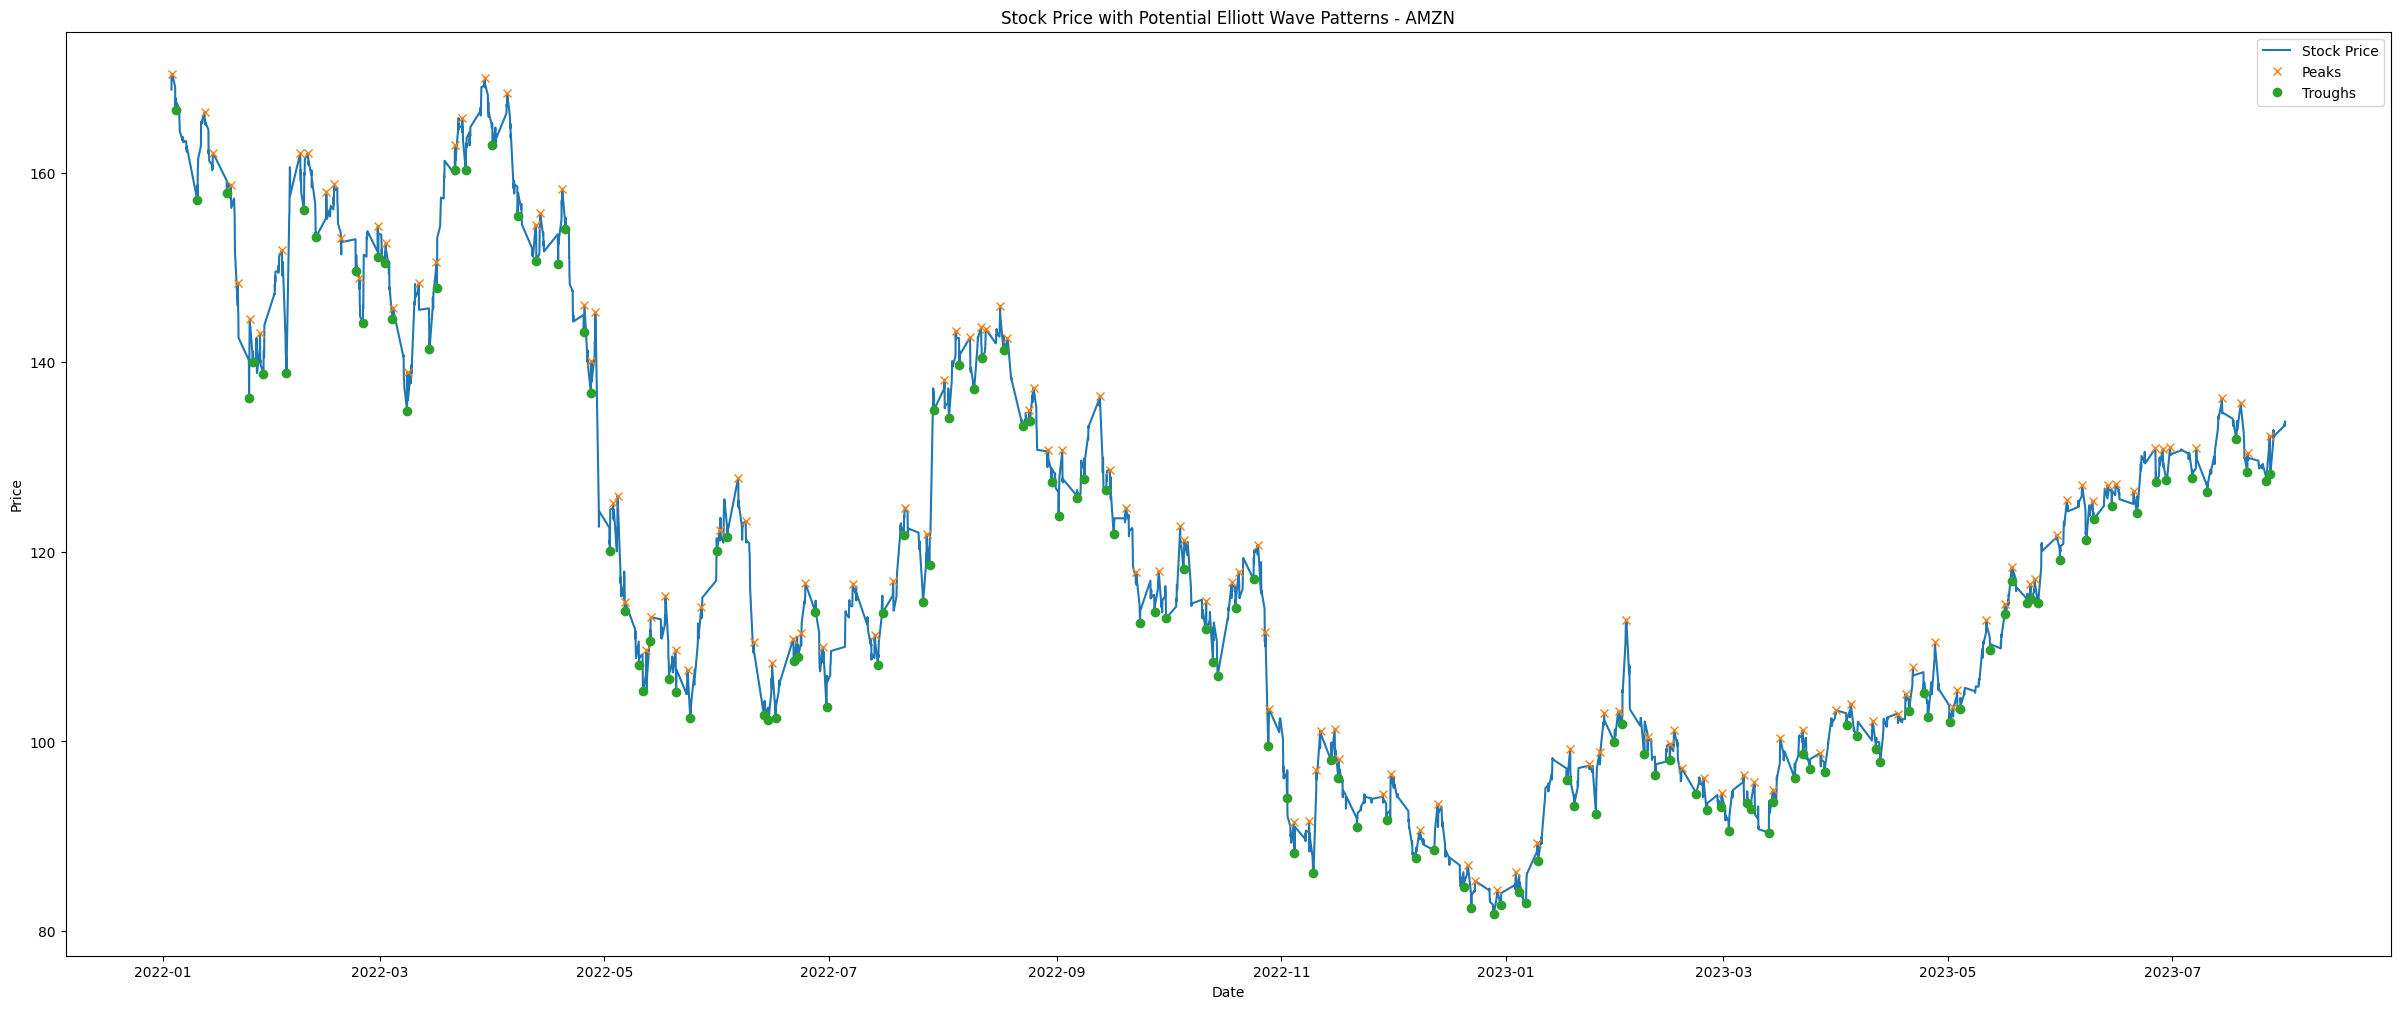 Stock Price with Potential Elliott Wave Patterns - AMZN
Stock Price
Peaks
Troughs
Price
160
140
120
100
80
2022-01
2022-03
2022-05
2022-07
2022-09
2022-11
2023-01
2023-03
2023-05
2023-07
Date